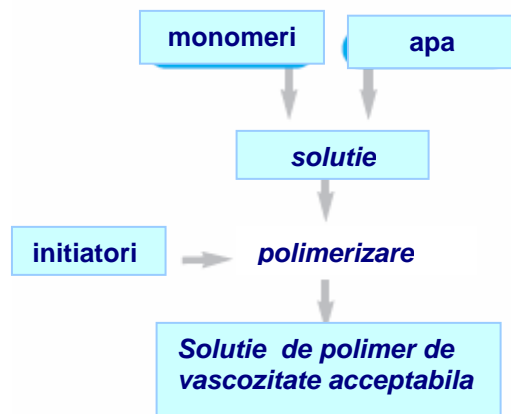 monomeri
apa
solutie
initiatori
polimerizare
Solutie de polimer de
vascozitate acceptabila